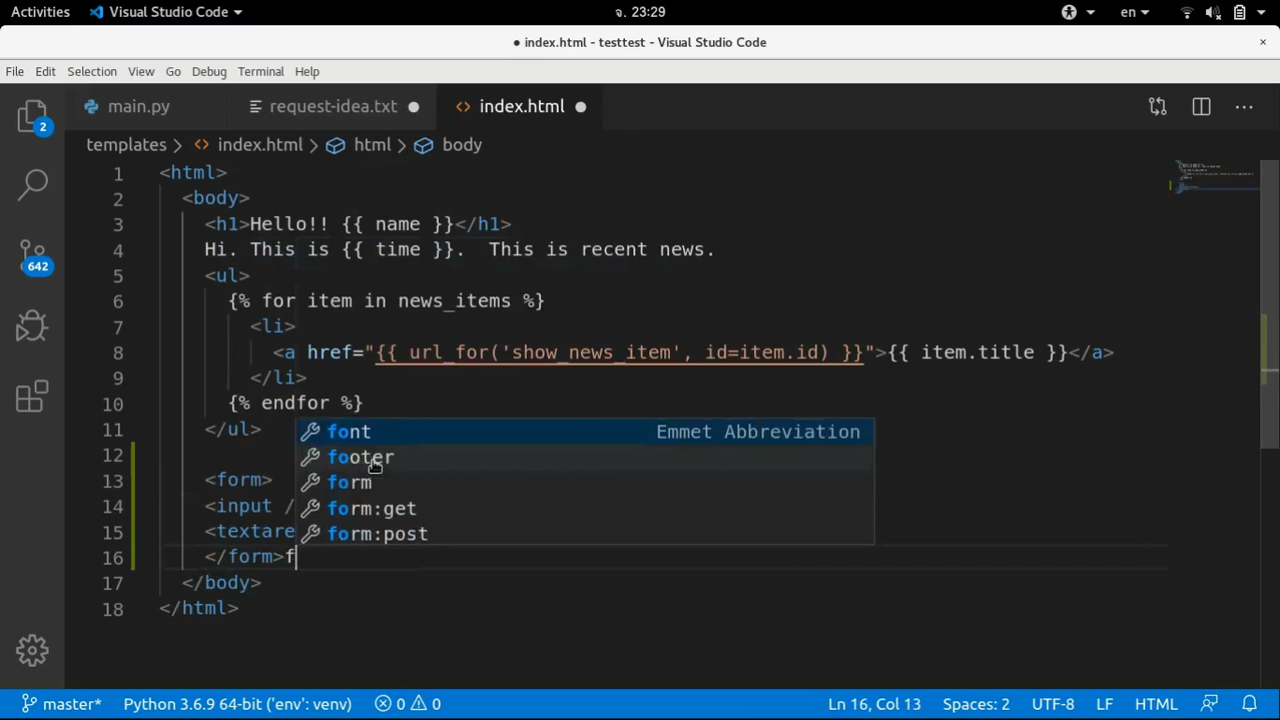 Activities Visual Studio Code จ. 23:29 en
● index.html - testtest - Visual Studio Code ×
File Edit Selection View Go Debug Terminal Help
main.py request-idea.txt ● index.html ●
templates > index.html > html > body
2
642
1 <html>
2 <body>
3 <h1>Hello!! {{ name }}</h1>
4 Hi. This is {{ time }}.  This is recent news.
5 <ul>
6 {% for item in news_items %}
7 <li>
8 <a href="{{ url_for('show_news_item', id=item.id) }}">{{ item.title }}</a>
9 </li>
10 {% endfor %}
11 </ul>
font Emmet Abbreviation
12
footer
13 <form>
form
14 <input /
form:get
15 <textare
form:post
16 </form>f
17 </body>
18 </html>
master* Python 3.6.9 64-bit ('env': venv) 0 0 Ln 16, Col 13 Spaces: 2 UTF-8 LF HTML